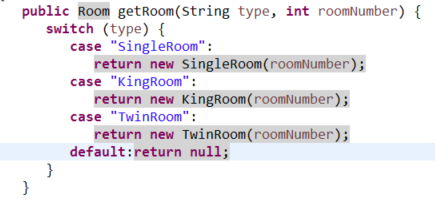 public Room getRoom(String type, int roomNumber) {
switch (type) {
case "SingleRoom":
return new SingleRoom(roomNumber);
case "KingRoom":
return new KingRoom(roomNumber);
case "TwinRoom":
return new TwinRoom(roomNumber);
default:return null;
}
}